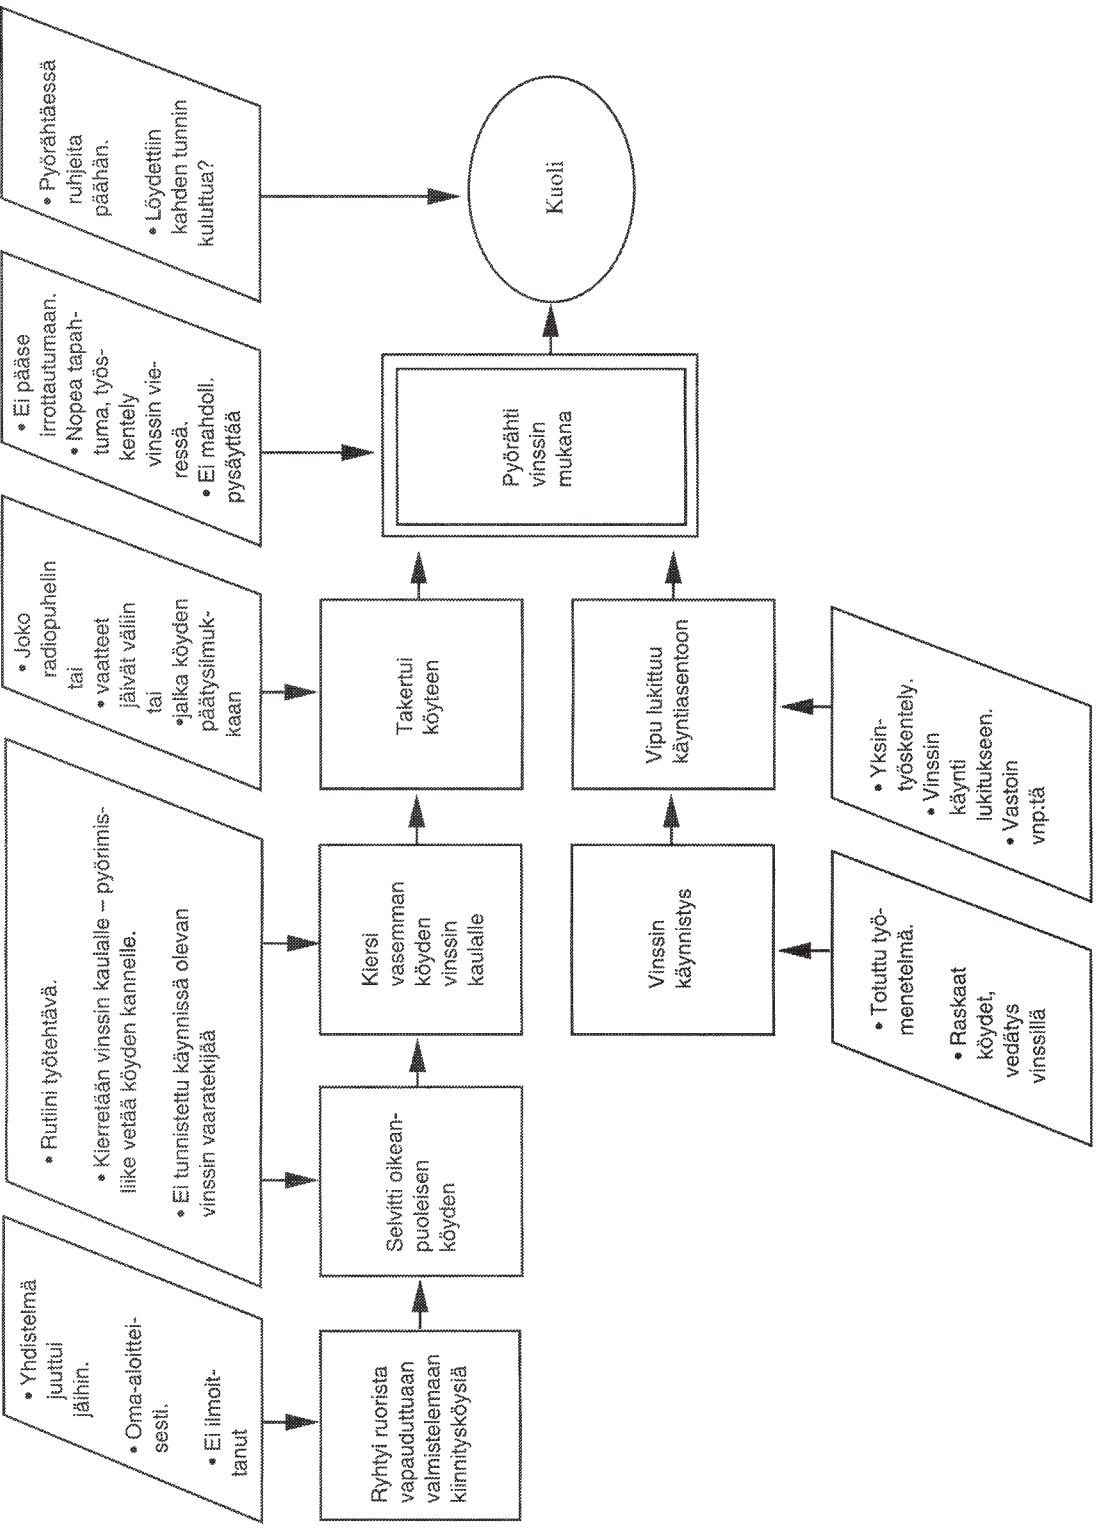 • Yhdistelmä
juuttui
jäihin.
• Oma-aloittei-
sesti.
• Ei ilmoit-
tanut
• Rutiini työtehtävä.
• Kierretään vinssin kaulalle – pyörimis-
liike vetää köyden kannelle.
• Ei tunnistettu käynnissä olevan
vinssin vaaratekijää
• Joko
radiopuhelin
tai
• vaatteet
jäivät väliin
tai
•jalka köyden
päätysilmuk-
kaan
• Ei pääse
irrottautumaan.
• Nopea tapah-
tuma, työs-
kentely
vinssin vie-
ressä.
• Ei mahdoll.
pysäyttää
• Pyörähtäessä
ruhjeita
päähän.
• Löydettiin
kahden tunnin
kuluttua?
Ryhtyi ruorista
vapauduttuaan
valmistelemaan
kiinnitysköysiä
Selvitti oikean-
puoleisen
köyden
Kiersi
vasemman
köyden
vinssin
kaulalle
Takertui
köyteen
Pyörähti
vinssin
mukana
Kuoli
Vinssin
käynnistys
Vipu lukittuu
käyntiasentoon
• Totuttu työ-
menetelmä.
• Raskaat
köydet,
vedätys
vinssillä
• Yksin-
työskentely.
• Vinssin
käynti
lukitukseen.
• Vastoin
vnp:tä